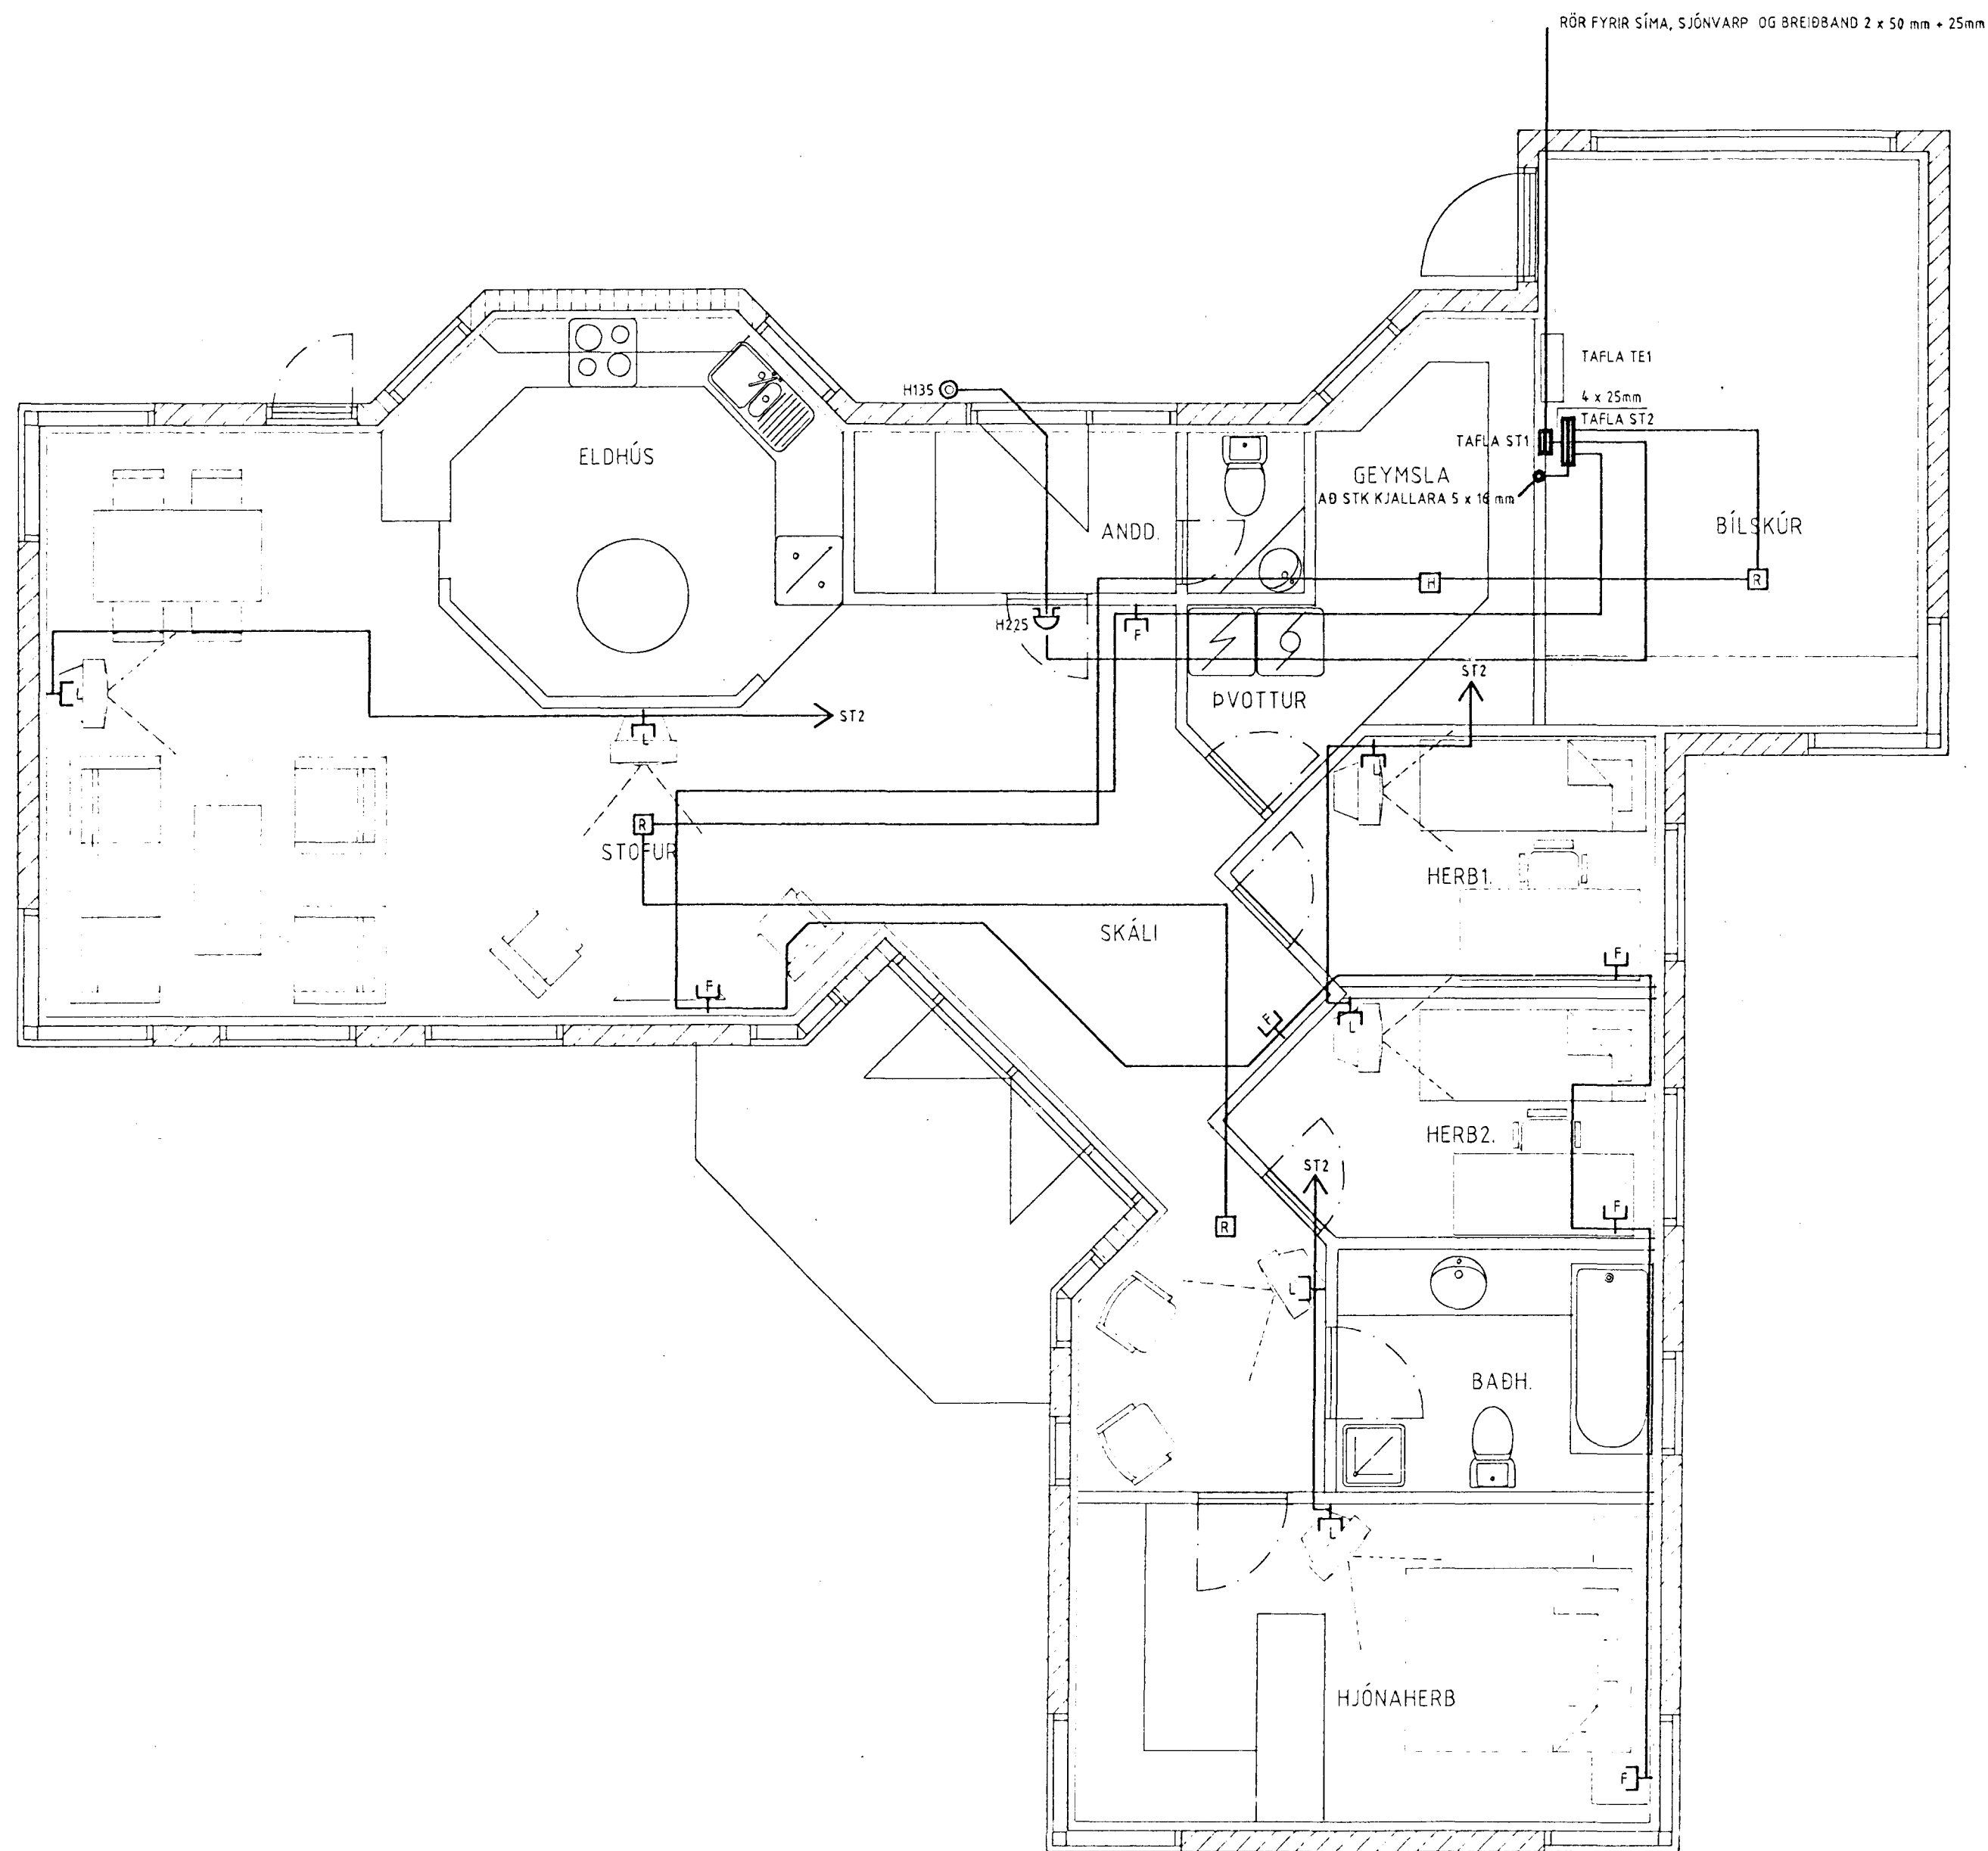 RÖR FYRIR SÍMA, SJÓNVARP OG BREIÐBAND 2 x 50 mm + 25mm
TAFLA TE1
H135
4 x 25mm
TAFLA ST2
TAFLA ST1
ELDHÚS
GEYMSLA
AÐ STK KJALLARA 5 x 16 mm
BÍLSKÚR
ANDD.
H
R
H225
F
ST2
L
ÞVOTTUR
ST2
L
L
R
STOFUR
HERB1.
SKÁLI
F
F
F
L
HERB2.
ST2
F
R
L
BAÐH.
L
HJÓNAHERB
F